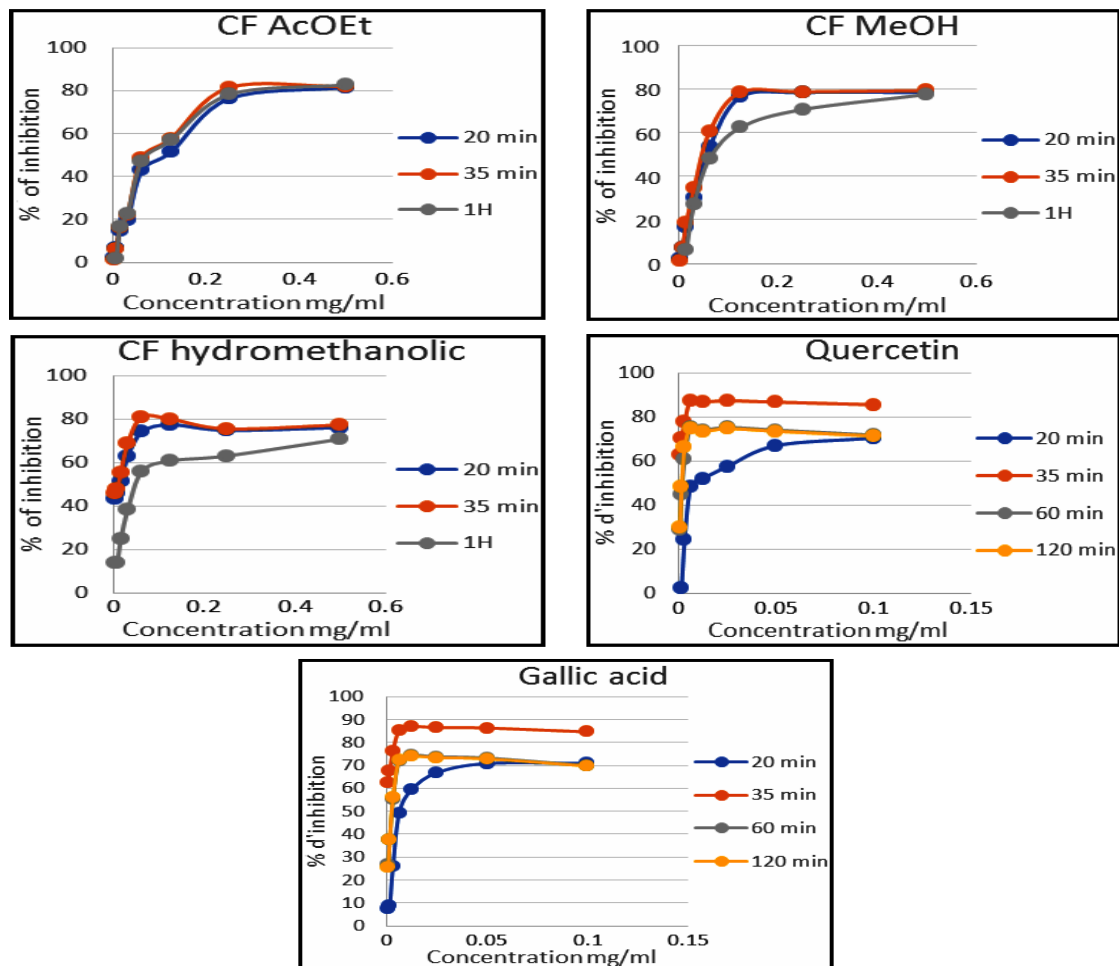 CF AcOEt
% of inhibition
100
80
60
40
20
0
0 0.2 0.4 0.6
Concentration mg/ml
20 min
35 min
1H
CF MeOH
% of inhibition
100
80
60
40
20
0
0 0.2 0.4 0.6
Concentration m/ml
20 min
35 min
1H
CF hydromethanolic
% of inhibition
100
80
60
40
20
0
0 0.2 0.4 0.6
Concentration mg/ml
20 min
35 min
1H
Quercetin
% d'inhibition
100
80
60
40
20
0
0 0.05 0.1 0.15
Concentration mg/ml
20 min
35 min
60 min
120 min
Gallic acid
% d'inhibition
100
90
80
70
60
50
40
30
20
10
0
0 0.05 0.1 0.15
Concentration mg/ml
20 min
35 min
60 min
120 min